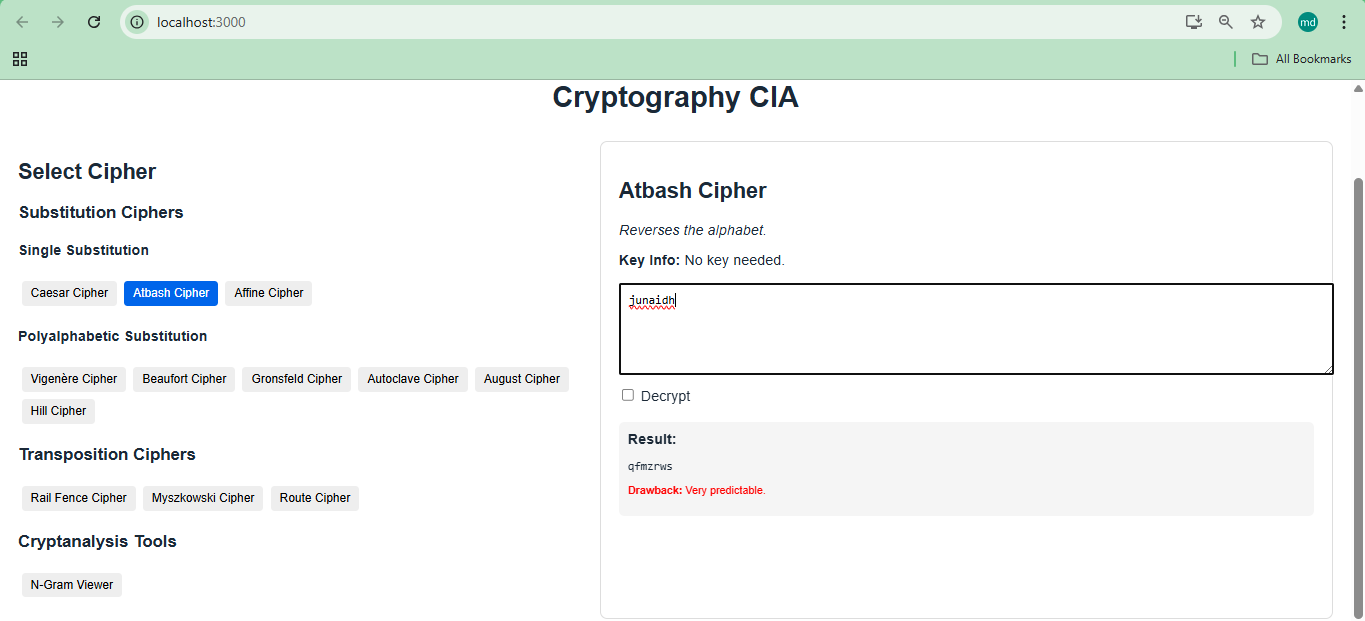 localhost:3000
md
All Bookmarks
Cryptography CIA
Select Cipher
Substitution Ciphers
Single Substitution
Caesar Cipher Atbash Cipher Affine Cipher
Polyalphabetic Substitution
Vigenère Cipher Beaufort Cipher Gronsfeld Cipher Autoclave Cipher August Cipher
Hill Cipher
Transposition Ciphers
Rail Fence Cipher Myszkowski Cipher Route Cipher
Cryptanalysis Tools
N-Gram Viewer
Atbash Cipher
Reverses the alphabet.
Key Info: No key needed.
junaidh
Decrypt
Result:
qfmzrws
Drawback: Very predictable.